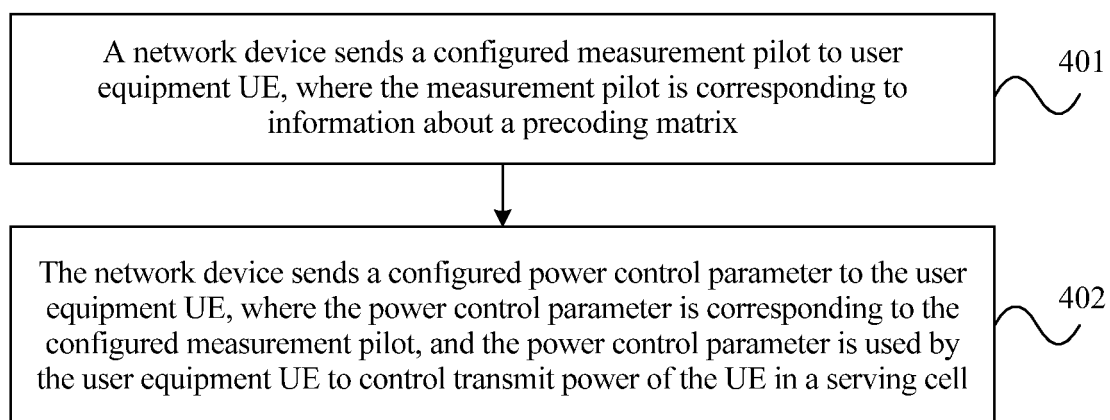 A network device sends a configured measurement pilot to user
equipment UE, where the measurement pilot is corresponding to
information about a precoding matrix
401
The network device sends a configured power control parameter to the user
equipment UE, where the power control parameter is corresponding to the
configured measurement pilot, and the power control parameter is used by
the user equipment UE to control transmit power of the UE in a serving cell
402